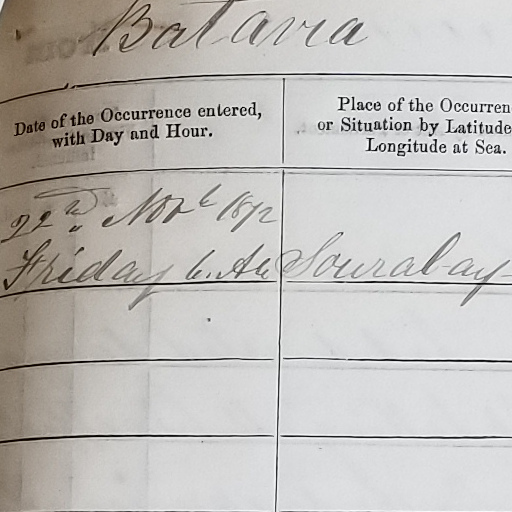 Batavia
Date of the Occurrence entered,
with Day and Hour.
Place of the Occurren
or Situation by Latitude
Longitude at Sea.
22nd Novr 1872
Friday 6. AM Sourabay